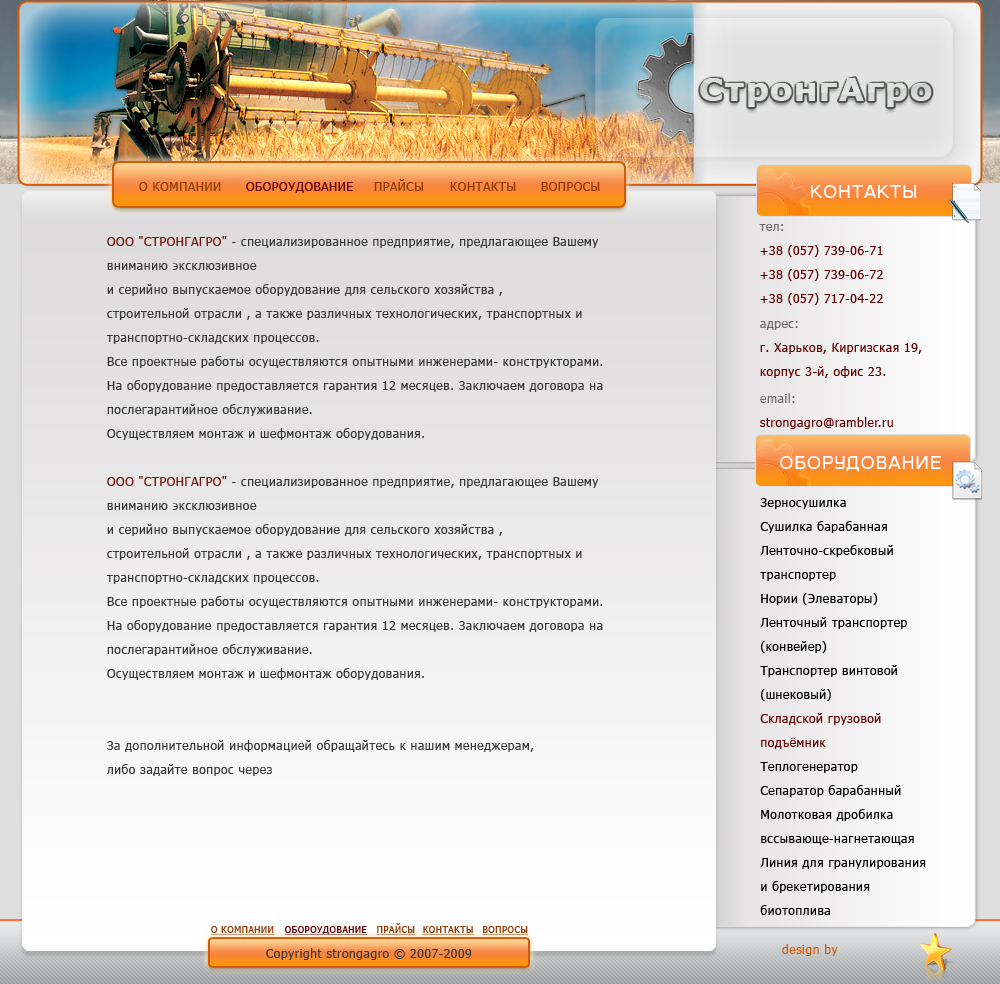 СтронгАгро
О КОМПАНИИ ОБОРОУДОВАНИЕ ПРАЙСЫ КОНТАКТЫ ВОПРОСЫ
ООО "СТРОНГАГРО" - специализированное предприятие, предлагающее Вашему
вниманию эксклюзивное
и серийно выпускаемое оборудование для сельского хозяйства ,
строительной отрасли , а также различных технологических, транспортных и
транспортно-складских процессов.
Все проектные работы осуществляются опытными инженерами- конструкторами.
На оборудование предоставляется гарантия 12 месяцев. Заключаем договора на
послегарантийное обслуживание.
Осуществляем монтаж и шефмонтаж оборудования.
ООО "СТРОНГАГРО" - специализированное предприятие, предлагающее Вашему
вниманию эксклюзивное
и серийно выпускаемое оборудование для сельского хозяйства ,
строительной отрасли , а также различных технологических, транспортных и
транспортно-складских процессов.
Все проектные работы осуществляются опытными инженерами- конструкторами.
На оборудование предоставляется гарантия 12 месяцев. Заключаем договора на
послегарантийное обслуживание.
Осуществляем монтаж и шефмонтаж оборудования.
За дополнительной информацией обращайтесь к нашим менеджерам,
либо задайте вопрос через
КОНТАКТЫ
тел:
+38 (057) 739-06-71
+38 (057) 739-06-72
+38 (057) 717-04-22
адрес:
г. Харьков, Киргизская 19,
корпус 3-й, офис 23.
email:
strongagro@rambler.ru
ОБОРУДОВАНИЕ
Зерносушилка
Сушилка барабанная
Ленточно-скребковый
транспортер
Нории (Элеваторы)
Ленточный транспортер
(конвейер)
Транспортер винтовой
(шнековый)
Складской грузовой
подъёмник
Теплогенератор
Сепаратор барабанный
Молотковая дробилка
вссывающе-нагнетающая
Линия для гранулирования
и брекетирования
биотоплива
О КОМПАНИИ ОБОРОУДОВАНИЕ ПРАЙСЫ КОНТАКТЫ ВОПРОСЫ
Copyright strongagro © 2007-2009
design by